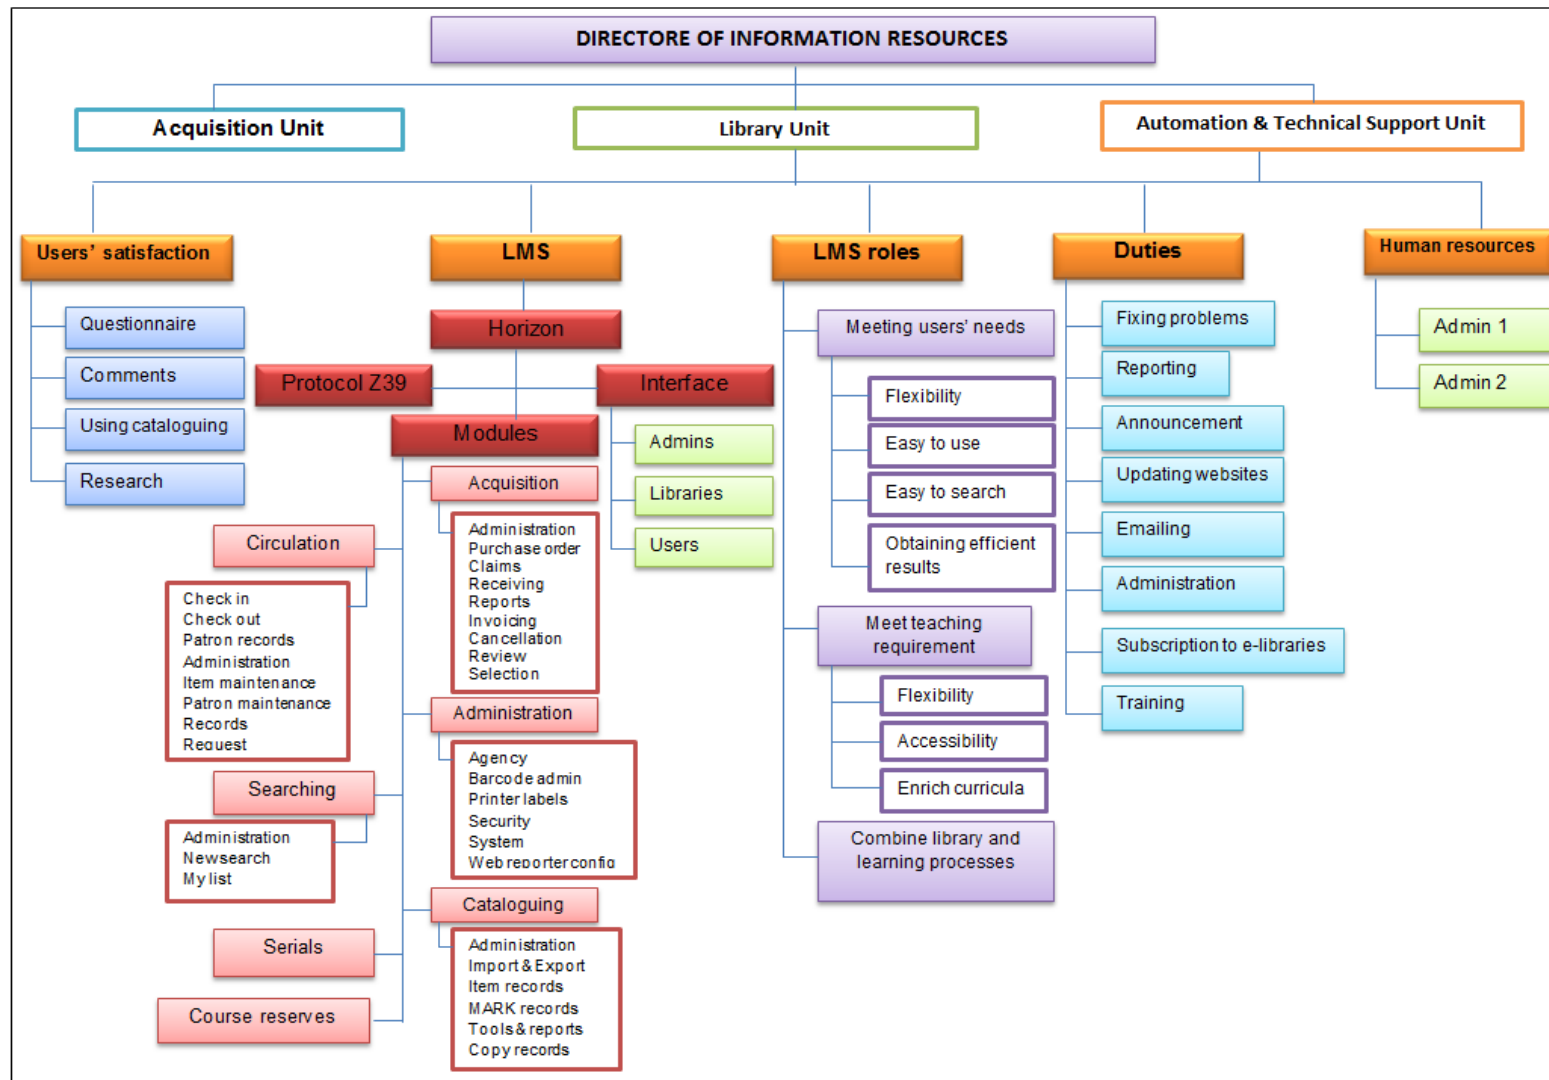 DIRECTORE OF INFORMATION RESOURCES
Acquisition Unit
Library Unit
Automation & Technical Support Unit
Users' satisfaction
LMS
LMS roles
Duties
Human resources
Questionnaire
Comments
Using cataloguing
Research
Horizon
Protocol Z39
Interface
Modules
Admins
Libraries
Users
Acquisition
Administration
Purchase order
Claims
Receiving
Reports
Invoicing
Cancellation
Review
Selection
Circulation
Check in
Check out
Patron records
Administration
Item maintenance
Patron maintenance
Records
Request
Administration
Agency
Barcode admin
Printer labels
Security
System
Web reporter config
Searching
Administration
New search
My list
Cataloguing
Administration
Import & Export
Item records
MARK records
Tools & reports
Copy records
Serials
Course reserves
Meeting users' needs
Flexibility
Easy to use
Easy to search
Obtaining efficient
results
Meet teaching
requirement
Flexibility
Accessibility
Enrich curricula
Combine library and
learning processes
Fixing problems
Reporting
Announcement
Updating websites
Emailing
Administration
Subscription to e-libraries
Training
Admin 1
Admin 2